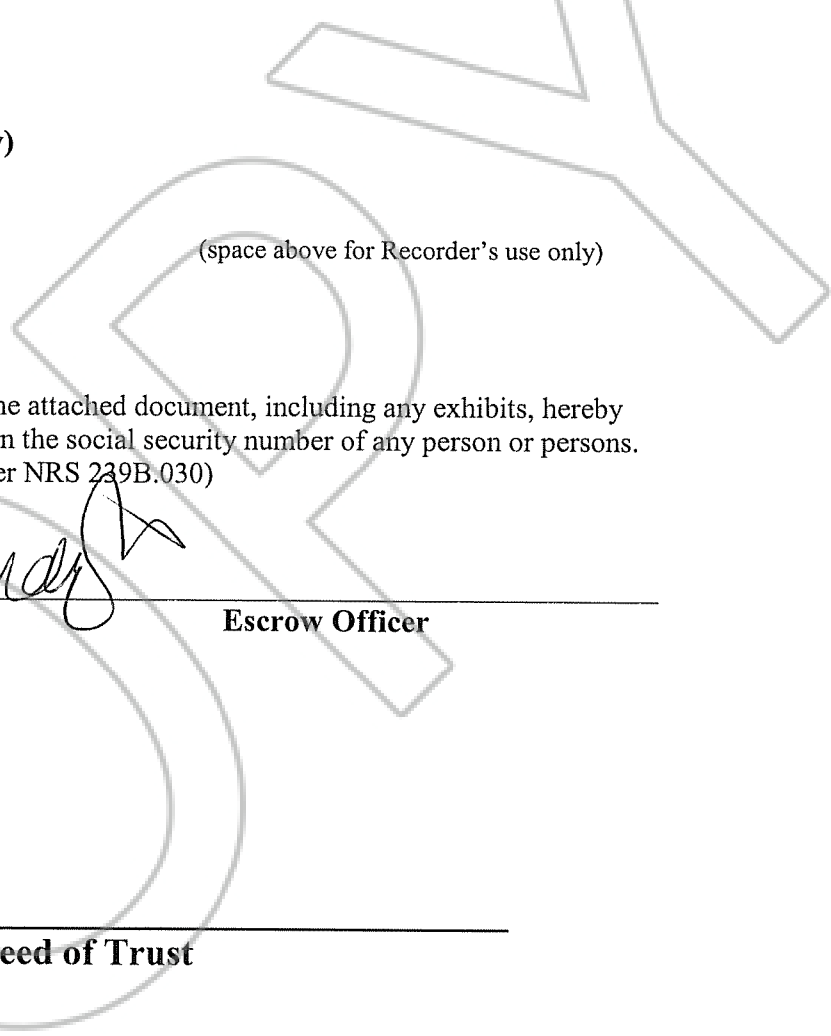 )
(space above for Recorder's use only)
he attached document, including any exhibits, hereby
n the social security number of any person or persons.
er NRS 239B.030)
Escrow Officer
eed of Trust